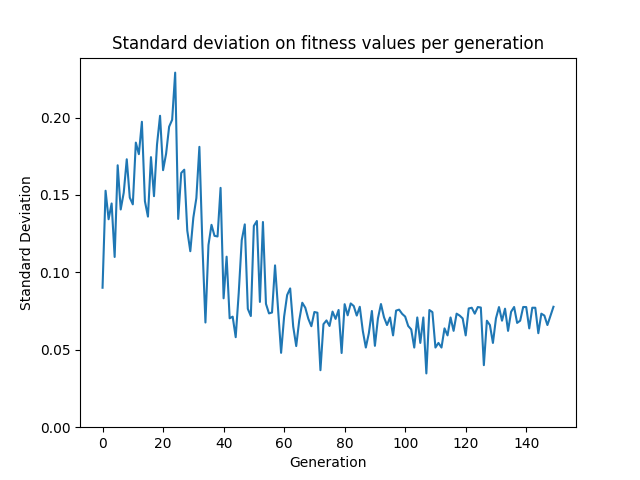 Standard deviation on fitness values per generation
0.20
0.15
0.10
0.05
0.00
Standard Deviation
0 20 40 60 80 100 120 140
Generation